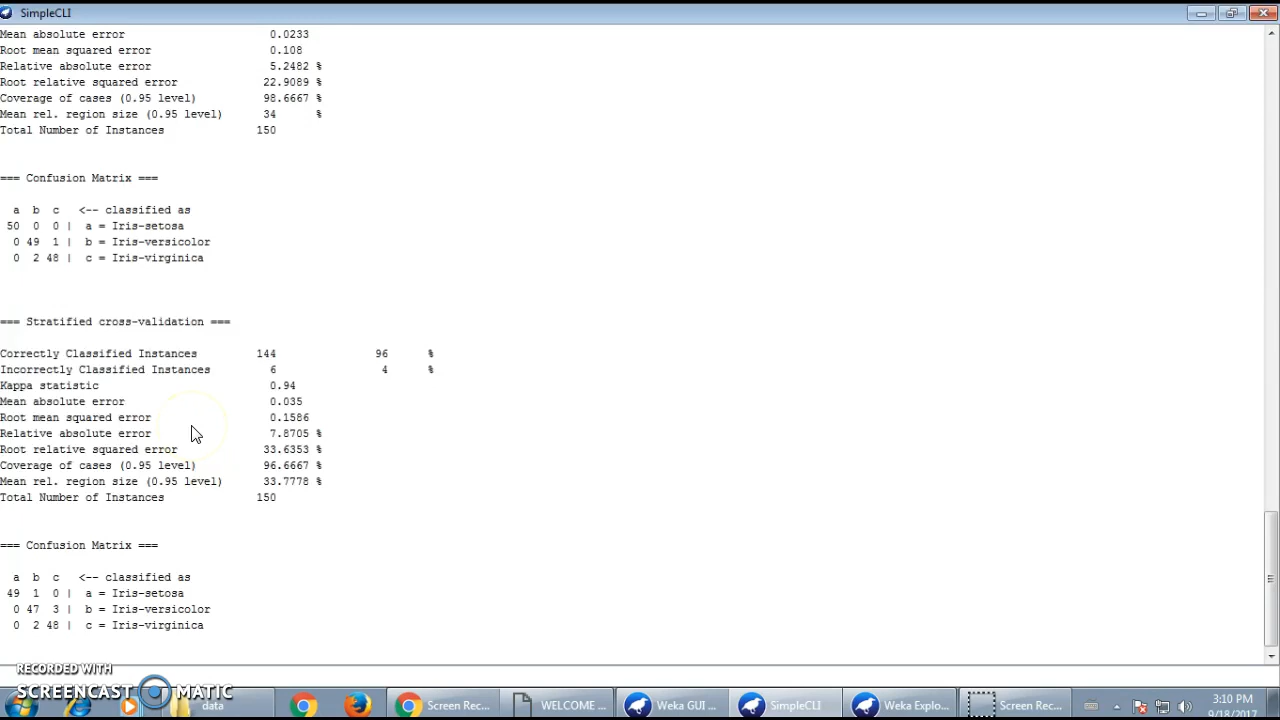 SimpleCLI
Mean absolute error 0.0233
Root mean squared error 0.108
Relative absolute error 5.2482 %
Root relative squared error 22.9089 %
Coverage of cases (0.95 level) 98.6667 %
Mean rel. region size (0.95 level) 34 %
Total Number of Instances 150
=== Confusion Matrix ===
a b c <-- classified as
50 0 0 | a = Iris-setosa
0 49 1 | b = Iris-versicolor
0 2 48 | c = Iris-virginica
=== Stratified cross-validation ===
Correctly Classified Instances 144 96 %
Incorrectly Classified Instances 6 4 %
Kappa statistic 0.94
Mean absolute error 0.035
Root mean squared error 0.1586
Relative absolute error 7.8705 %
Root relative squared error 33.6353 %
Coverage of cases (0.95 level) 96.6667 %
Mean rel. region size (0.95 level) 33.7778 %
Total Number of Instances 150
=== Confusion Matrix ===
a b c <-- classified as
49 1 0 | a = Iris-setosa
0 47 3 | b = Iris-versicolor
0 2 48 | c = Iris-virginica
RECORDED WITH
SCREENCAST MATIC
data Screen Rec... WELCOME ... Weka GUI ... SimpleCLI Weka Explo... Screen Rec... 3:10 PM
9/18/2017